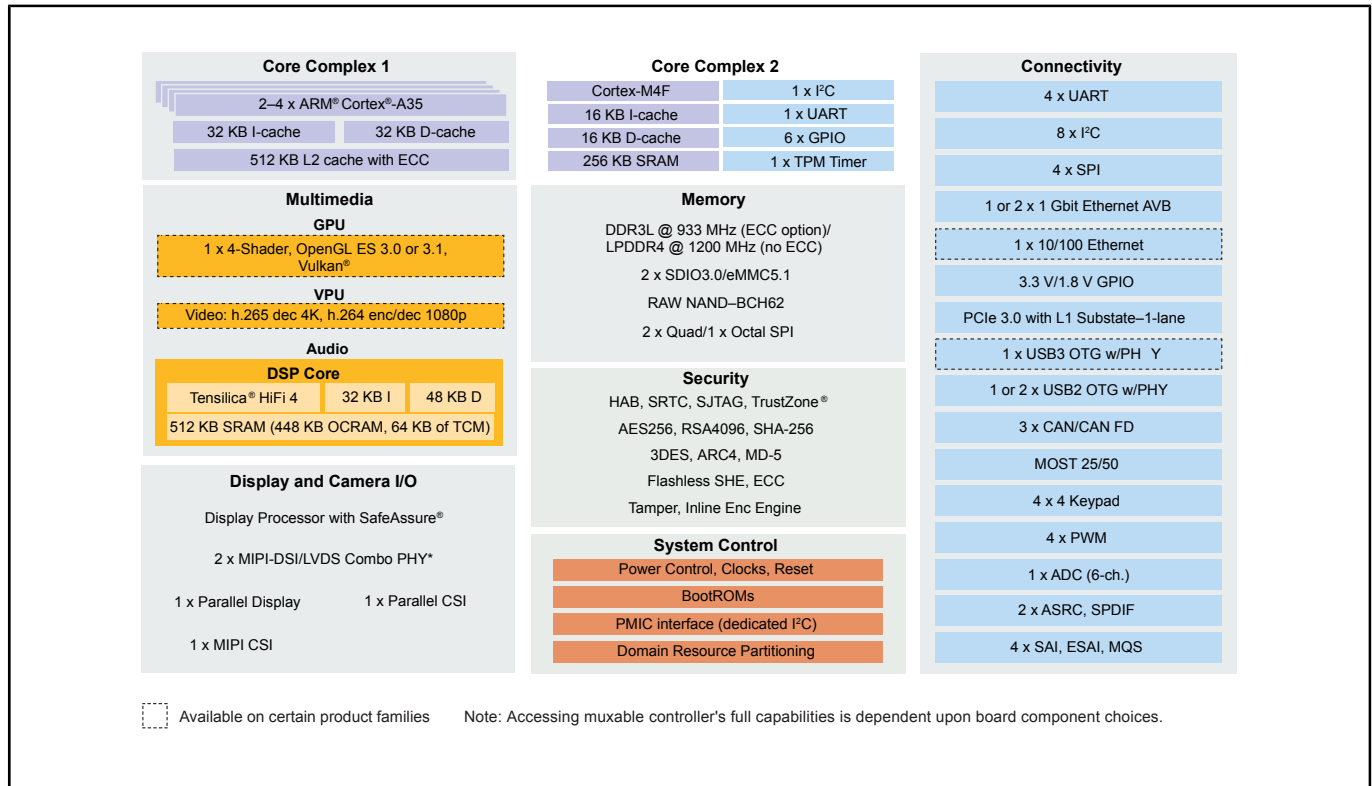 Core Complex 1
2–4 x ARM® Cortex®-A35
32 KB I-cache
32 KB D-cache
512 KB L2 cache with ECC
Multimedia
GPU
1 x 4-Shader, OpenGL ES 3.0 or 3.1,
Vulkan®
VPU
Video: h.265 dec 4K, h.264 enc/dec 1080p
Audio
DSP Core
Tensilica® HiFi 4
32 KB I
48 KB D
512 KB SRAM (448 KB OCRAM, 64 KB of TCM)
Display and Camera I/O
Display Processor with SafeAssure®
2 x MIPI-DSI/LVDS Combo PHY*
1 x Parallel Display
1 x Parallel CSI
1 x MIPI CSI
Core Complex 2
Cortex-M4F
1 x I²C
16 KB I-cache
1 x UART
16 KB D-cache
6 x GPIO
256 KB SRAM
1 x TPM Timer
Memory
DDR3L @ 933 MHz (ECC option)/
LPDDR4 @ 1200 MHz (no ECC)
2 x SDIO3.0/eMMC5.1
RAW NAND–BCH62
2 x Quad/1 x Octal SPI
Security
HAB, SRTC, SJTAG, TrustZone®
AES256, RSA4096, SHA-256
3DES, ARC4, MD-5
Flashless SHE, ECC
Tamper, Inline Enc Engine
System Control
Power Control, Clocks, Reset
BootROMs
PMIC interface (dedicated I²C)
Domain Resource Partitioning
Connectivity
4 x UART
8 x I²C
4 x SPI
1 or 2 x 1 Gbit Ethernet AVB
1 x 10/100 Ethernet
3.3 V/1.8 V GPIO
PCIe 3.0 with L1 Substate–1-lane
1 x USB3 OTG w/PH Y
1 or 2 x USB2 OTG w/PHY
3 x CAN/CAN FD
MOST 25/50
4 x 4 Keypad
4 x PWM
1 x ADC (6-ch.)
2 x ASRC, SPDIF
4 x SAI, ESAI, MQS
Available on certain product families
Note: Accessing muxable controller's full capabilities is dependent upon board component choices.